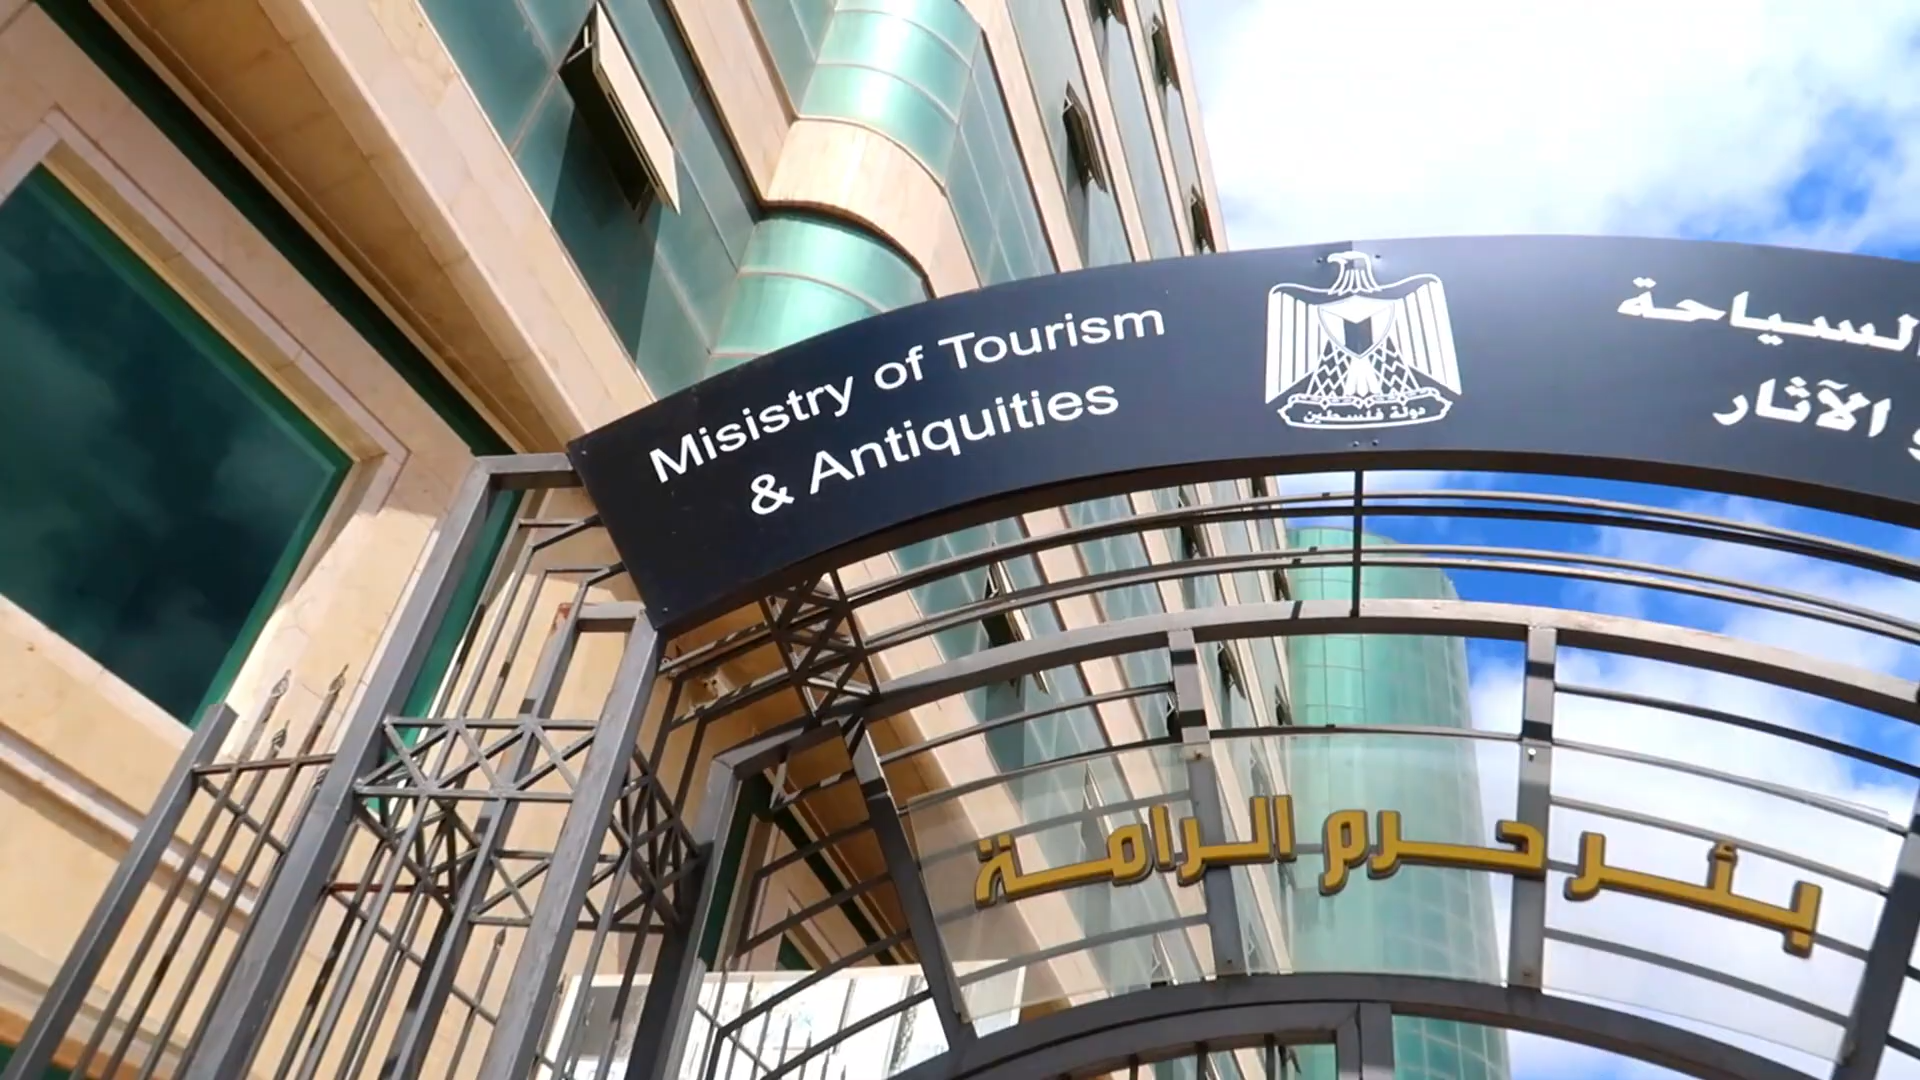 Misistry of Tourism
& Antiquities
دولة فلسطين
السياحة
و الآثار
بئر حرم الرامة